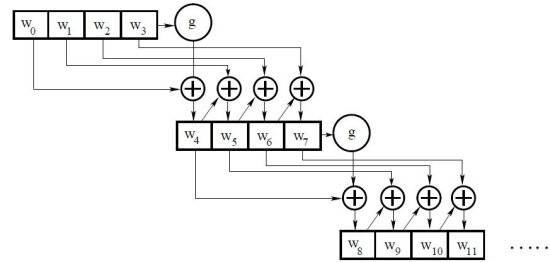 w0 w1 w2 w3 g
+ + + +
w4 w5 w6 w7 g
+ + + +
w8 w9 w10 w11 .....